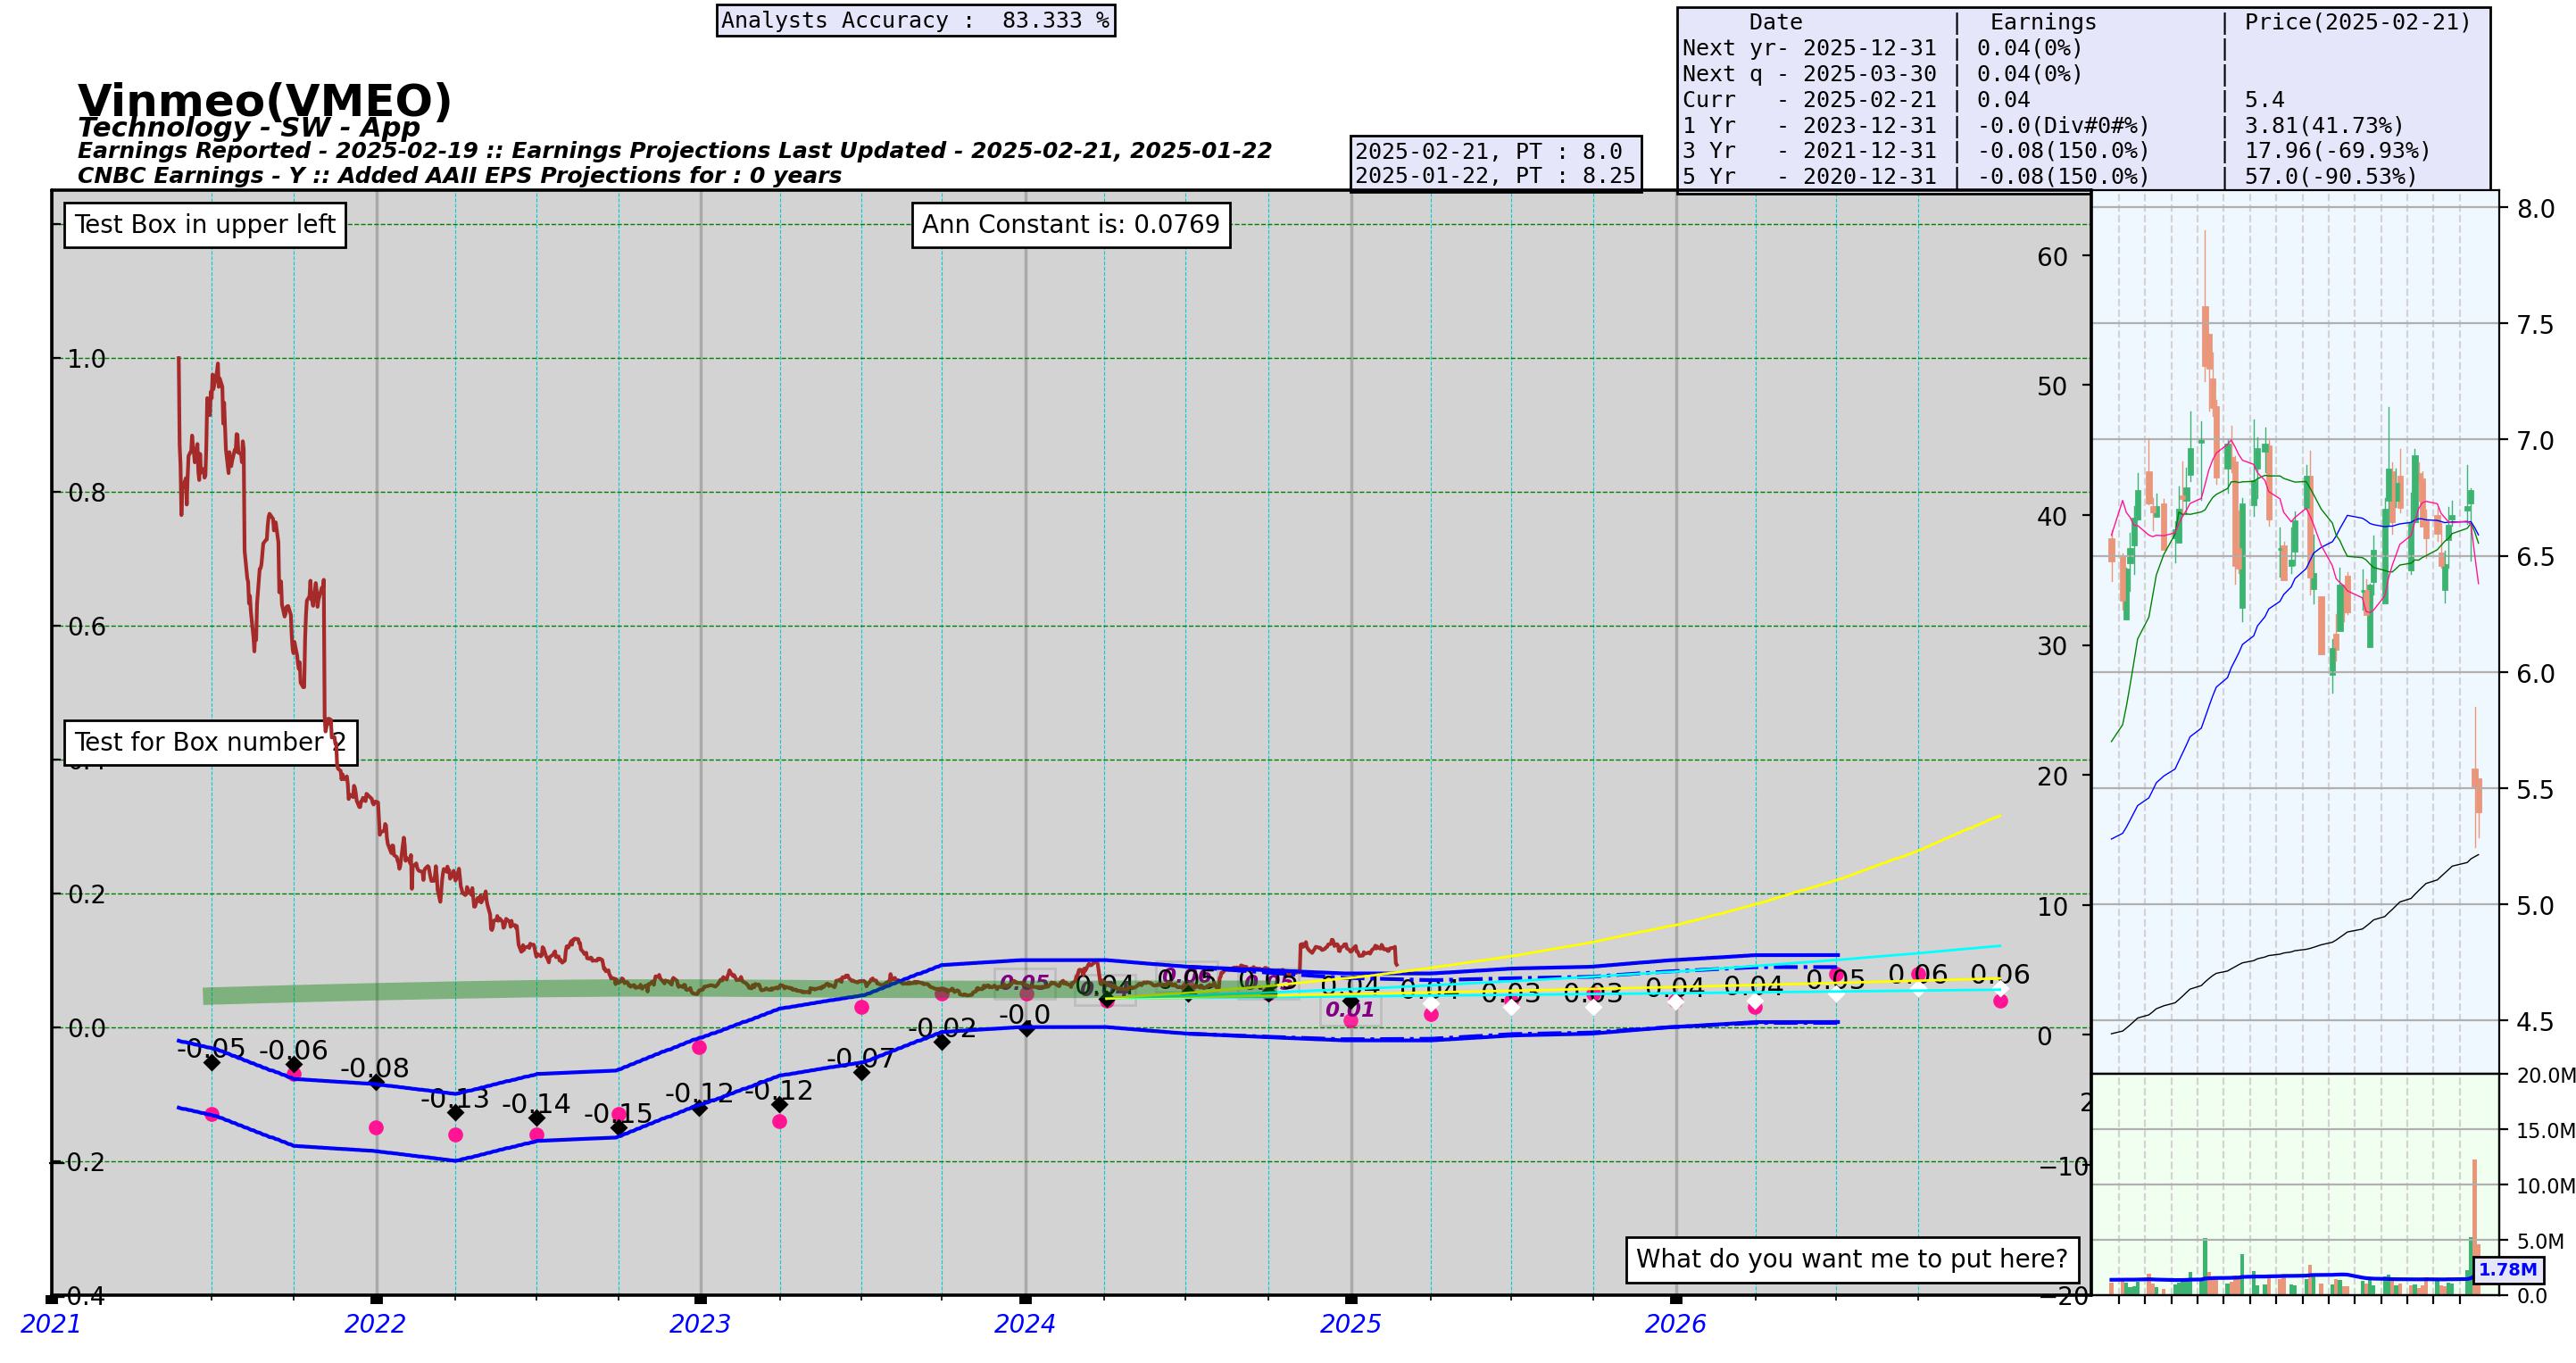 Analysts Accuracy :  83.333 %
Date | Earnings | Price(2025-02-21)
Next yr- 2025-12-31 | 0.04(0%) |
Next q - 2025-03-30 | 0.04(0%) |
Curr - 2025-02-21 | 0.04 | 5.4
1 Yr - 2023-12-31 | -0.0(Div#0#%) | 3.81(41.73%)
3 Yr - 2021-12-31 | -0.08(150.0%) | 17.96(-69.93%)
5 Yr - 2020-12-31 | -0.08(150.0%) | 57.0(-90.53%)
Vinmeo(VMEO)
Technology - SW - App
Earnings Reported - 2025-02-19 :: Earnings Projections Last Updated - 2025-02-21, 2025-01-22
CNBC Earnings - Y :: Added AAII EPS Projections for : 0 years
2025-02-21, PT : 8.0
2025-01-22, PT : 8.25
Test Box in upper left
Ann Constant is: 0.0769
Test for Box number 2
What do you want me to put here?
1.0
0.8
0.6
0.2
0.0
-0.2
-0.4
60
50
40
30
20
10
0
−10
−20
8.0
7.5
7.0
6.5
6.0
5.5
5.0
4.5
20.0M
15.0M
10.0M
5.0M
1.78M
0.0
-0.05 -0.06 -0.08 -0.13 -0.14 -0.15 -0.12 -0.12 -0.07 -0.02 -0.0
0.05 0.04 0.05 0.05 0.04 0.04 0.03 0.03 0.04 0.04 0.05 0.06 0.06
0.01
2021 2022 2023 2024 2025 2026